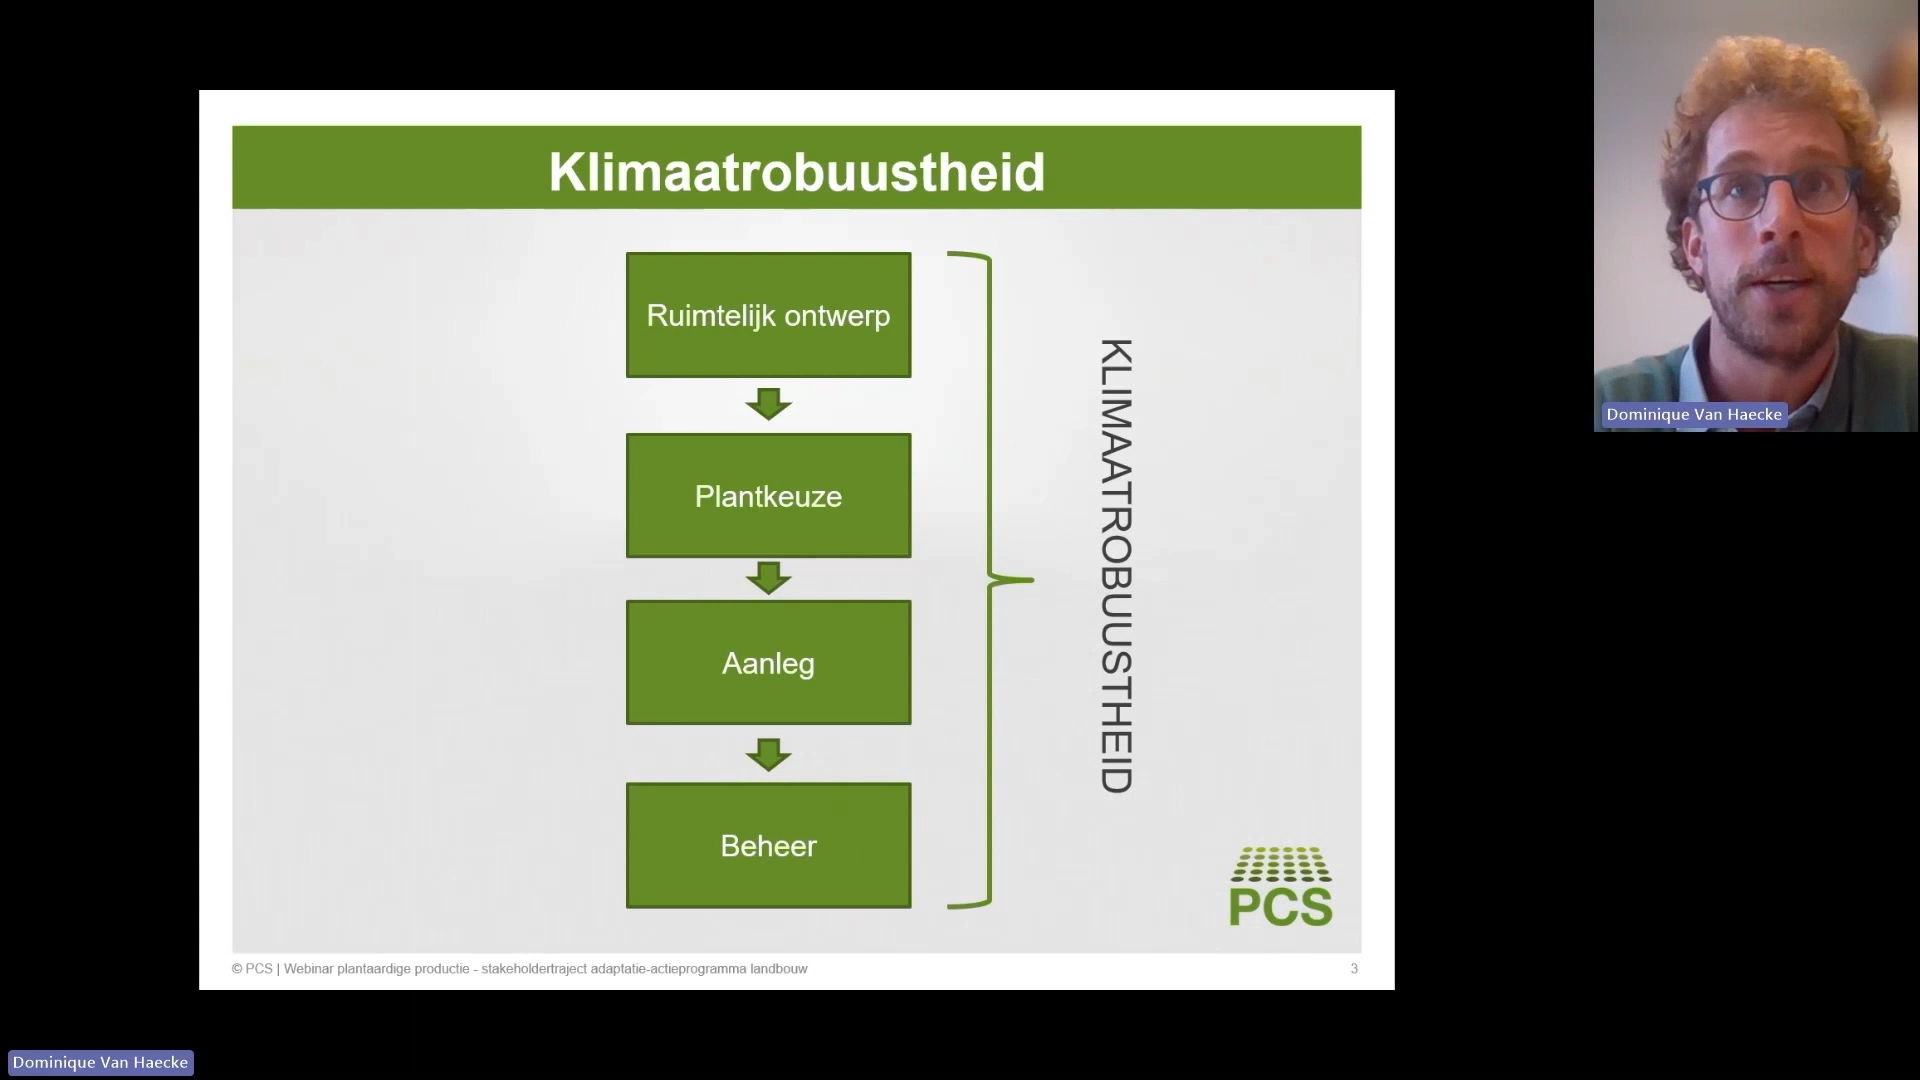 Klimaatrobuustheid
Ruimtelijk ontwerp
Plantkeuze
Aanleg
Beheer
KLIMAATROBUUSTHEID
PCS
© PCS | Webinar plantaardige productie - stakeholdertraject adaptatie-actieprogramma landbouw
3
Dominique Van Haecke
Dominique Van Haecke